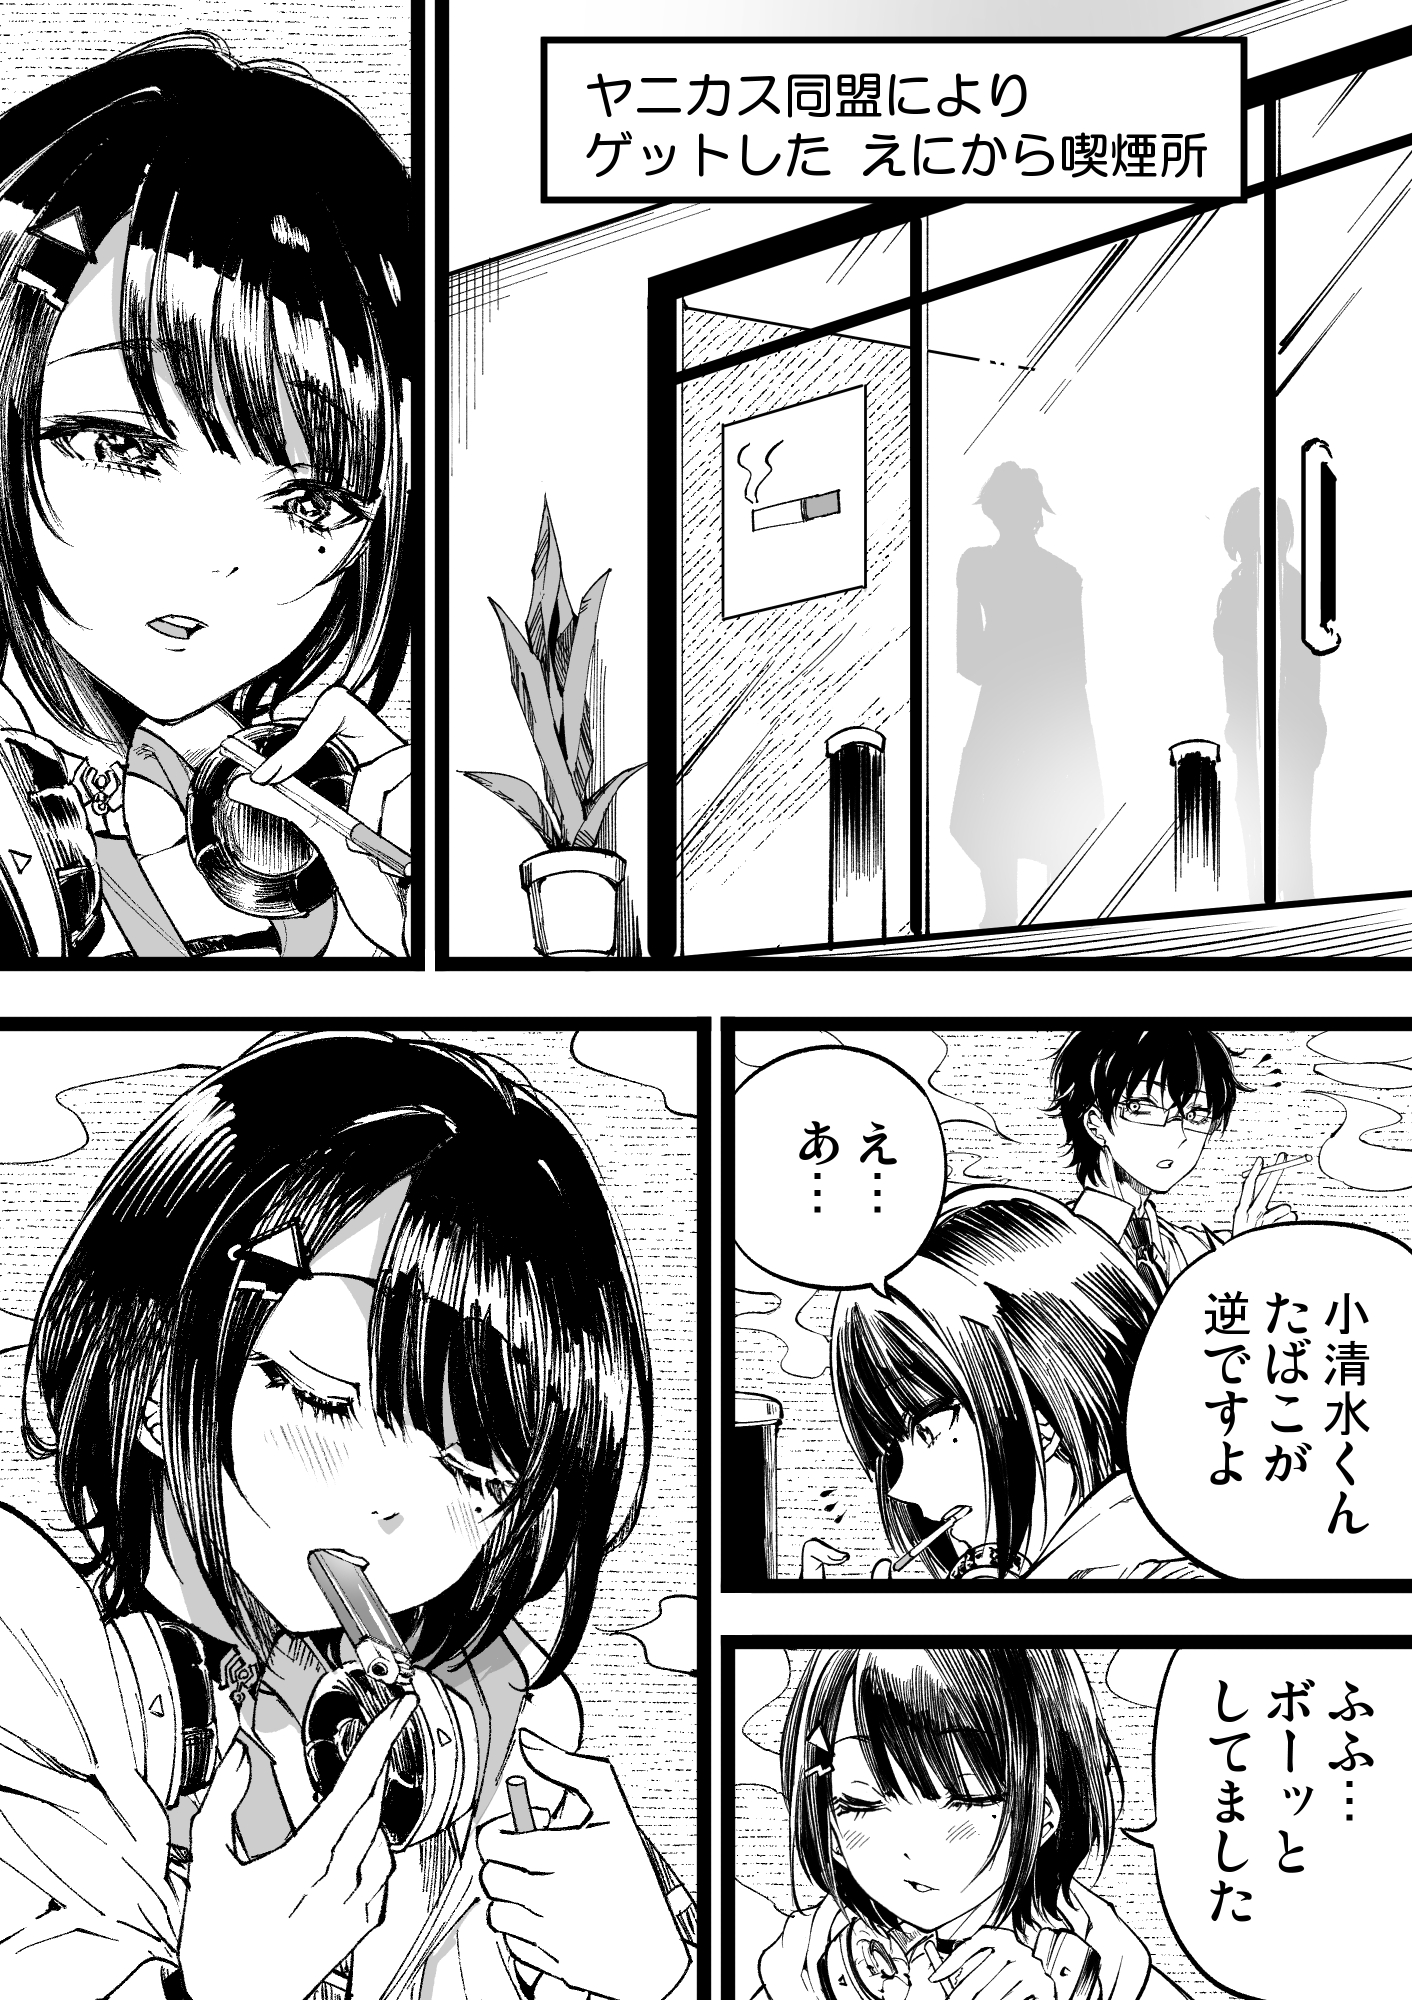 ヤニカス同盟により
ゲットした えにから喫煙所
小清水くん
たばこが
逆ですよ
え…
あ…
ふふ…
ボーッと
してました